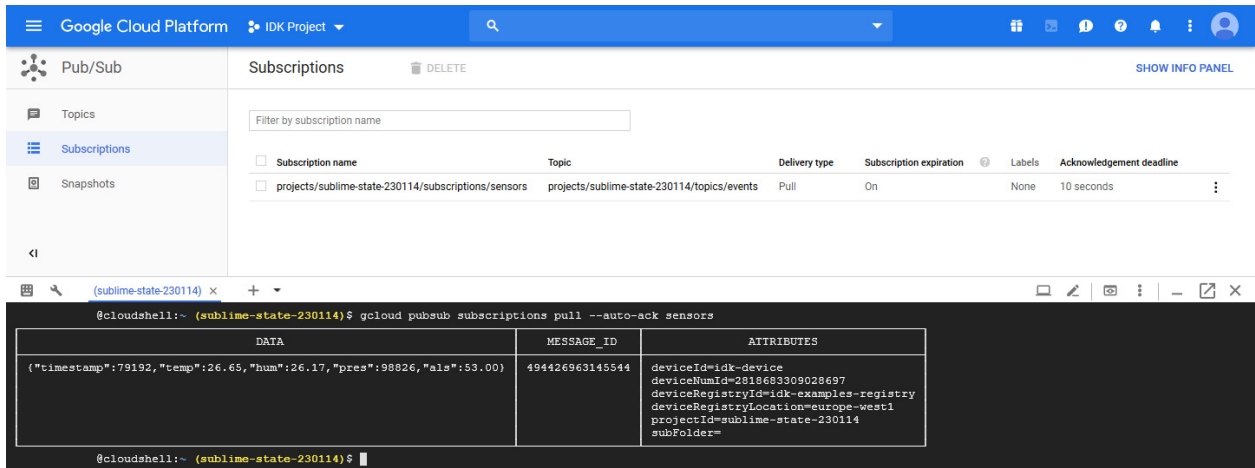 Google Cloud Platform IDK Project
Pub/Sub Subscriptions DELETE SHOW INFO PANEL
Topics
Subscriptions
Snapshots
Filter by subscription name
Subscription name Topic Delivery type Subscription expiration Labels Acknowledgement deadline
projects/sublime-state-230114/subscriptions/sensors projects/sublime-state-230114/topics/events Pull On None 10 seconds
(sublime-state-230114)
@cloudshell:~ (sublime-state-230114)$ gcloud pubsub subscriptions pull --auto-ack sensors
DATA MESSAGE_ID ATTRIBUTES
{"timestamp":79192,"temp":26.65,"hum":26.17,"pres":98826,"als":53.00} 494426963145544 deviceId=idk-device
deviceNumId=2818683309028697
deviceRegistryId=idk-examples-registry
deviceRegistryLocation=europe-west1
projectId=sublime-state-230114
subFolder=
@cloudshell:~ (sublime-state-230114)$